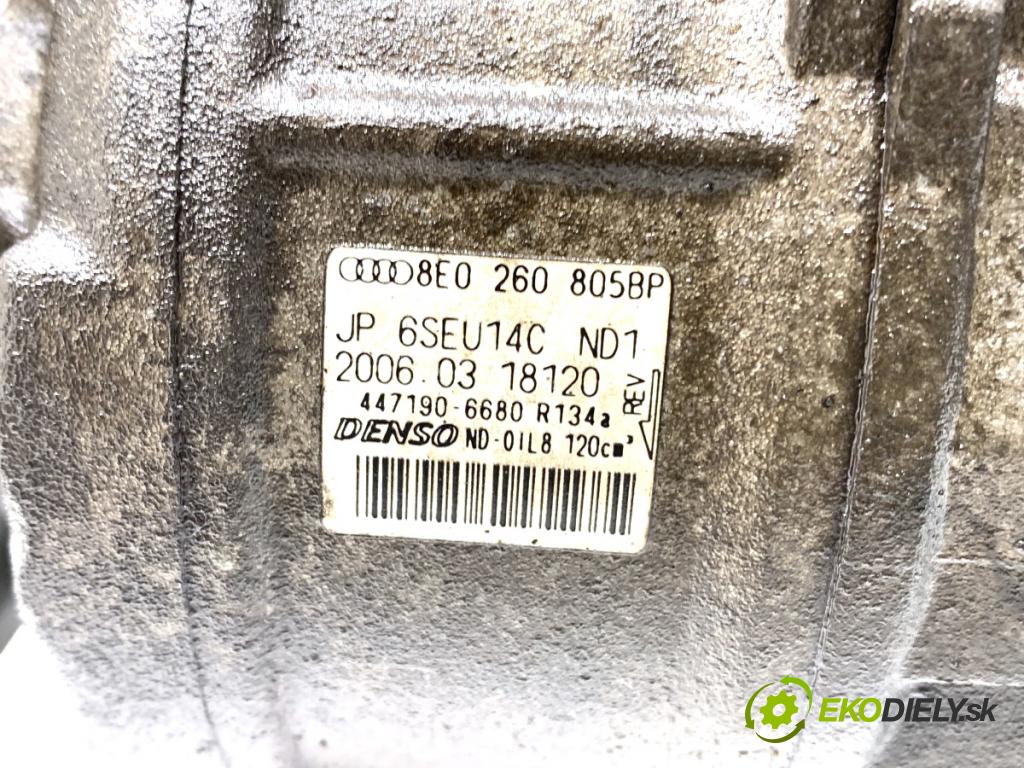 8E0 260 805BP
JP 6SEU14C ND1
2006.03 18120
REV
447190-6680 R134a
DENSO ND-OIL8 120cm³
EKODIELY.sk